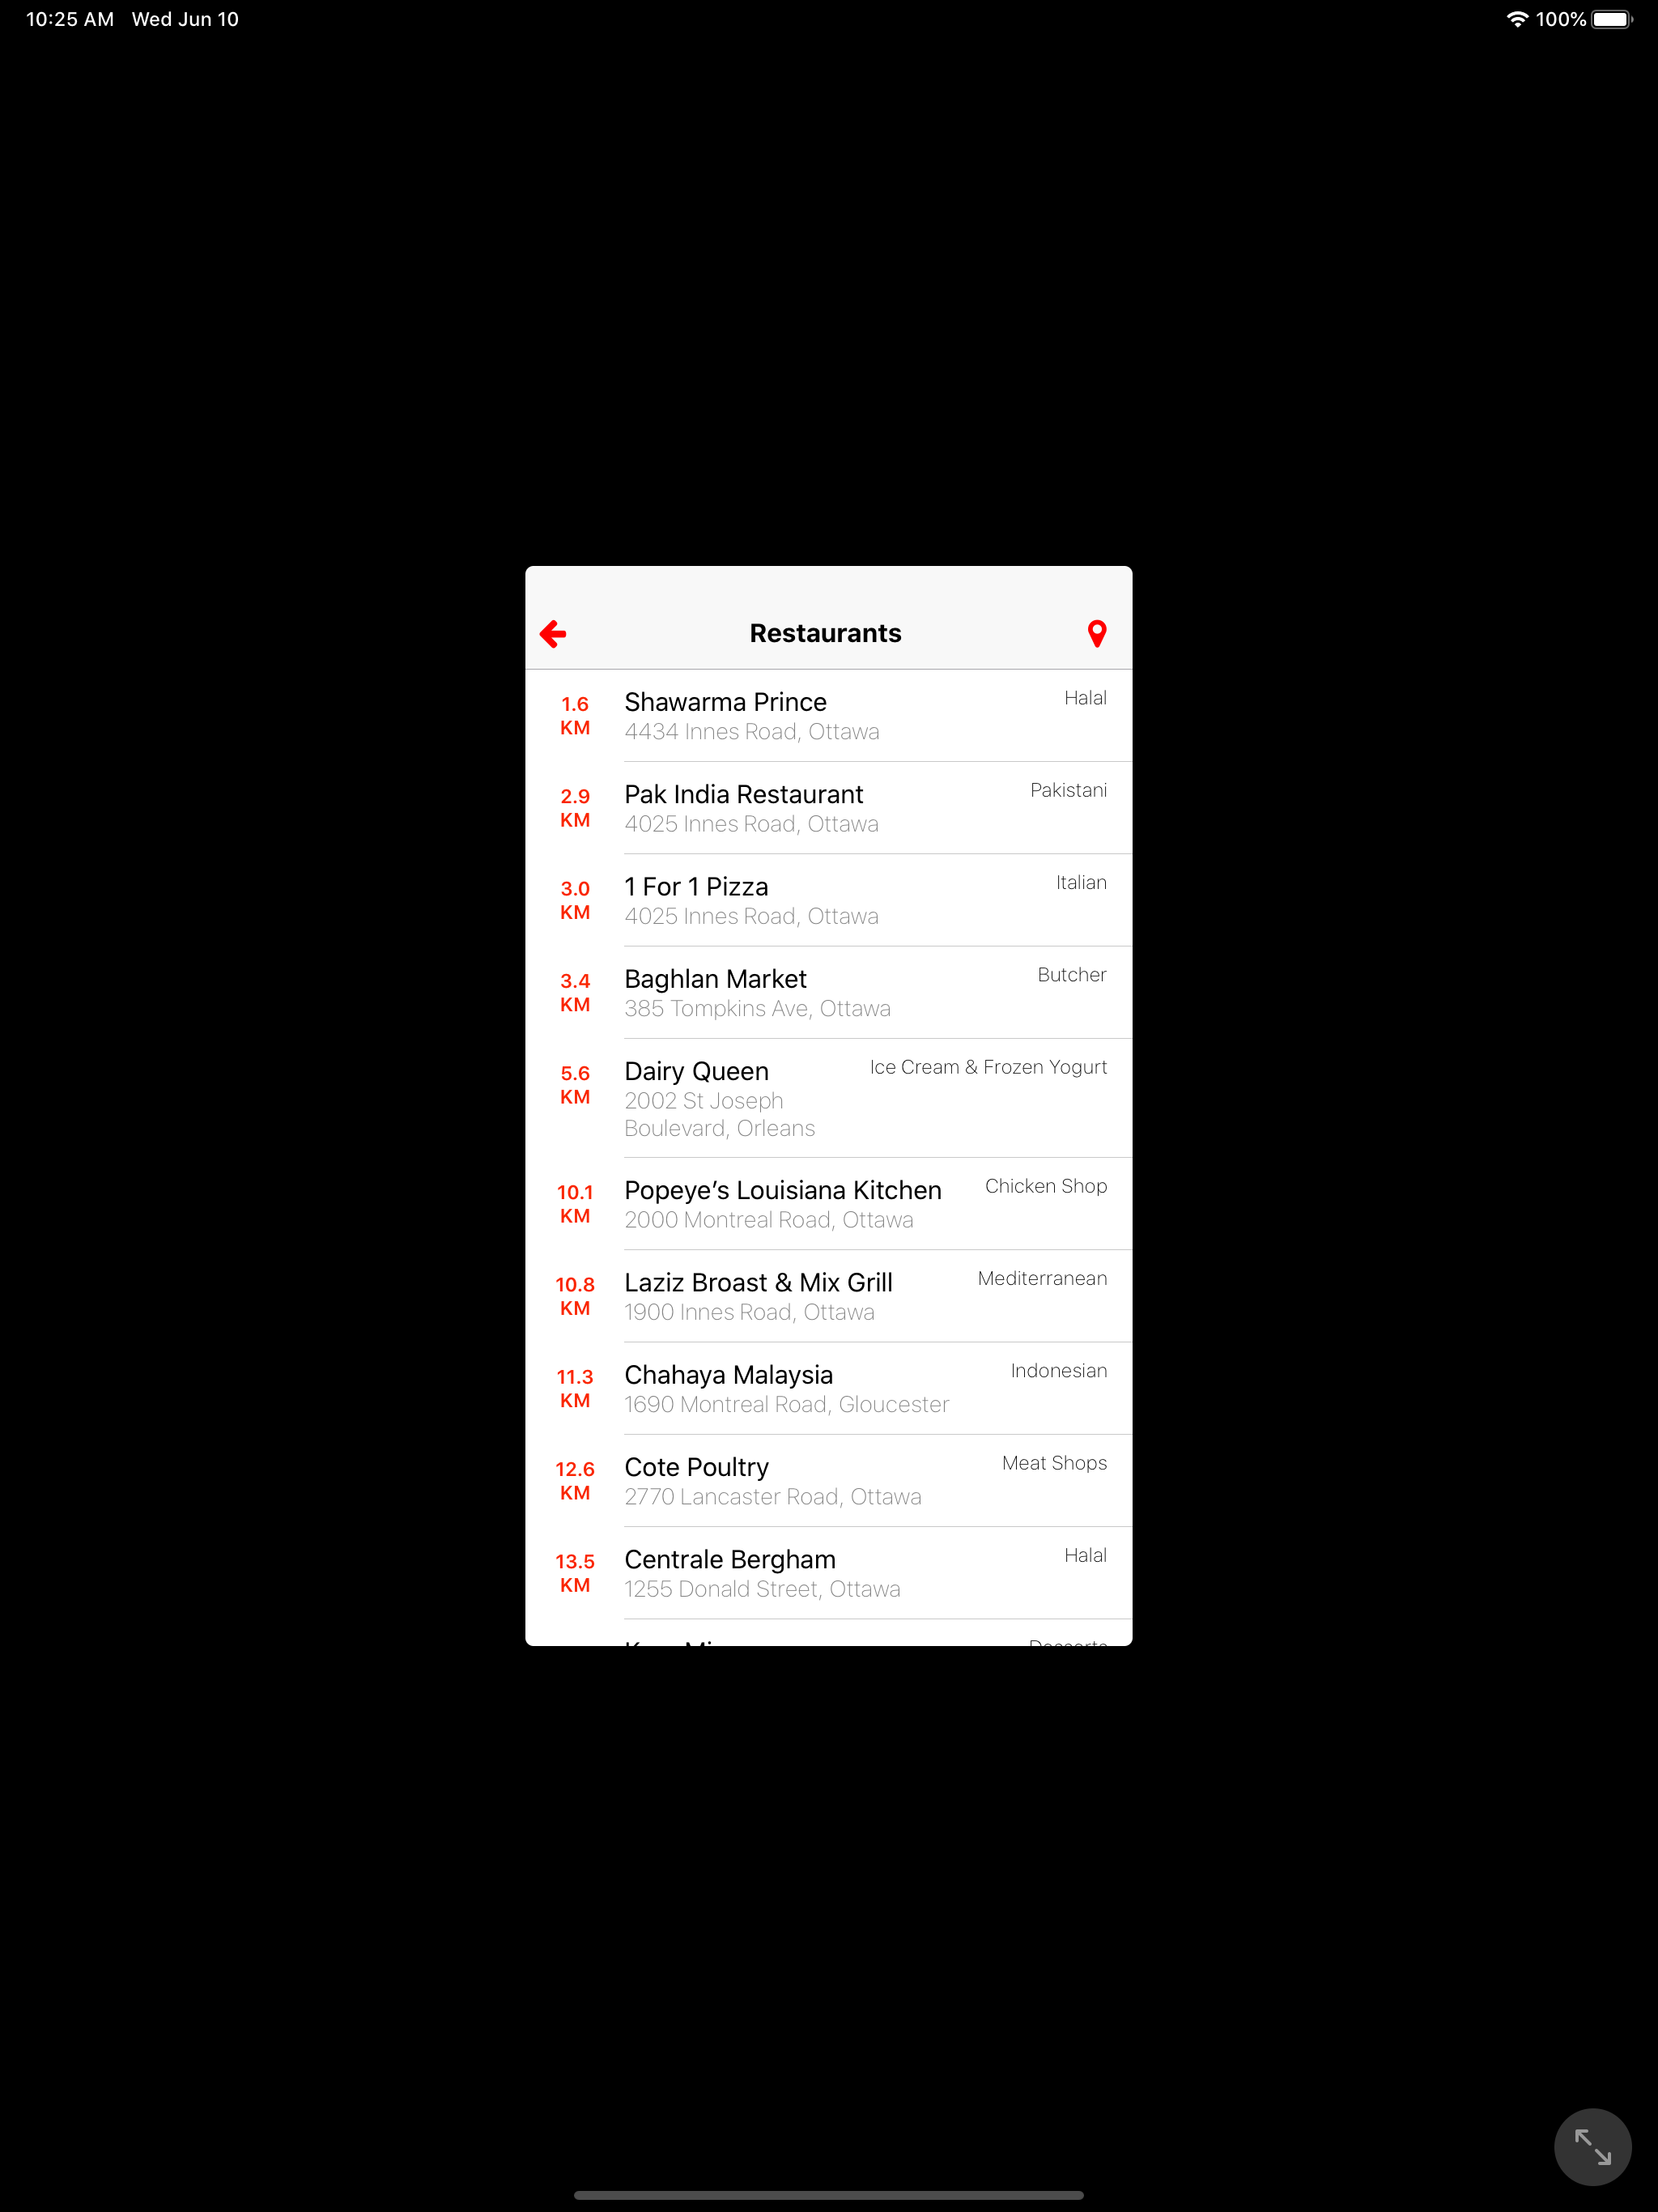 10:25 AM Wed Jun 10
100%
Restaurants
1.6 KM
Shawarma Prince
Halal
4434 Innes Road, Ottawa
2.9 KM
Pak India Restaurant
Pakistani
4025 Innes Road, Ottawa
3.0 KM
1 For 1 Pizza
Italian
4025 Innes Road, Ottawa
3.4 KM
Baghlan Market
Butcher
385 Tompkins Ave, Ottawa
5.6 KM
Dairy Queen
Ice Cream & Frozen Yogurt
2002 St Joseph
Boulevard, Orleans
10.1 KM
Popeye’s Louisiana Kitchen
Chicken Shop
2000 Montreal Road, Ottawa
10.8 KM
Laziz Broast & Mix Grill
Mediterranean
1900 Innes Road, Ottawa
11.3 KM
Chahaya Malaysia
Indonesian
1690 Montreal Road, Gloucester
12.6 KM
Cote Poultry
Meat Shops
2770 Lancaster Road, Ottawa
13.5 KM
Centrale Bergham
Halal
1255 Donald Street, Ottawa
Desserts